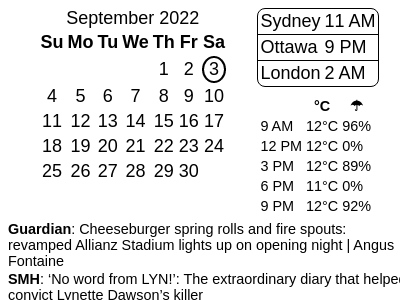 September 2022
Su Mo Tu We Th Fr Sa
1 2 3
4 5 6 7 8 9 10
11 12 13 14 15 16 17
18 19 20 21 22 23 24
25 26 27 28 29 30
Sydney 11 AM
Ottawa 9 PM
London 2 AM
°C ☂
9 AM 12°C 96%
12 PM 12°C 0%
3 PM 12°C 89%
6 PM 11°C 0%
9 PM 12°C 92%
Guardian: Cheeseburger spring rolls and fire spouts:
revamped Allianz Stadium lights up on opening night | Angus
Fontaine
SMH: ‘No word from LYN!’: The extraordinary diary that helpe
convict Lynette Dawson’s killer